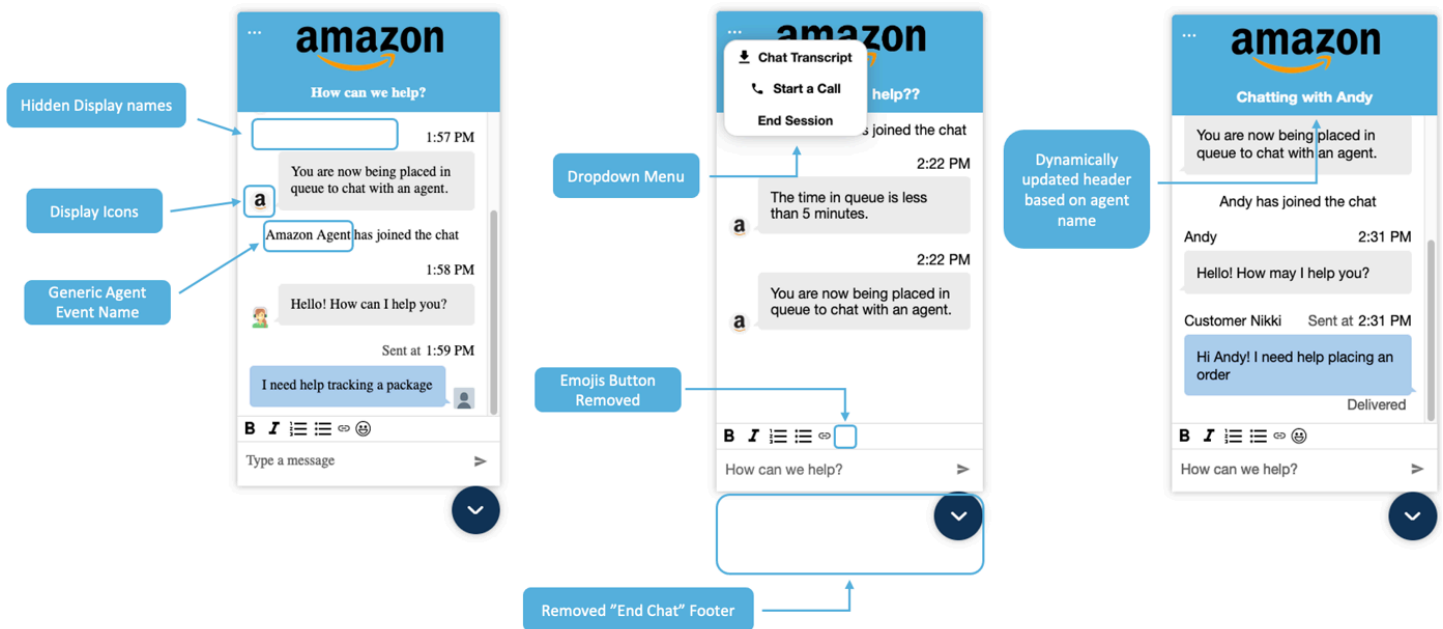 ...
amazon
How can we help?
Hidden Display names
1:57 PM
You are now being placed in
queue to chat with an agent.
a
Display Icons
Amazon Agent has joined the chat
Generic Agent
Event Name
1:58 PM
Hello! How can I help you?
Sent at 1:59 PM
I need help tracking a package
B I
Type a message
...
amazon
Chat Transcript
Start a Call
End Session
help??
s joined the chat
Dropdown Menu
2:22 PM
The time in queue is less
than 5 minutes.
a
2:22 PM
You are now being placed in
queue to chat with an agent.
a
Emojis Button
Removed
B I
How can we help?
Removed "End Chat" Footer
...
amazon
Chatting with Andy
You are now being placed in
queue to chat with an agent.
Dynamically
updated header
based on agent
name
Andy has joined the chat
Andy 2:31 PM
Hello! How may I help you?
Customer Nikki Sent at 2:31 PM
Hi Andy! I need help placing an
order
Delivered
B I
How can we help?